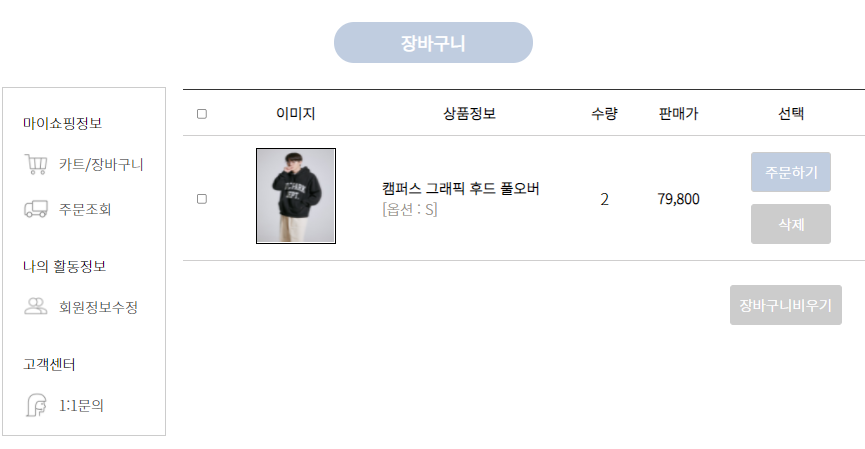 장바구니
마이쇼핑정보
카트/장바구니
주문조회
나의 활동정보
회원정보수정
고객센터
1:1문의
이미지 상품정보 수량 판매가 선택
캠퍼스 그래픽 후드 풀오버
[옵션 : S]
2
79,800
주문하기
삭제
장바구니비우기